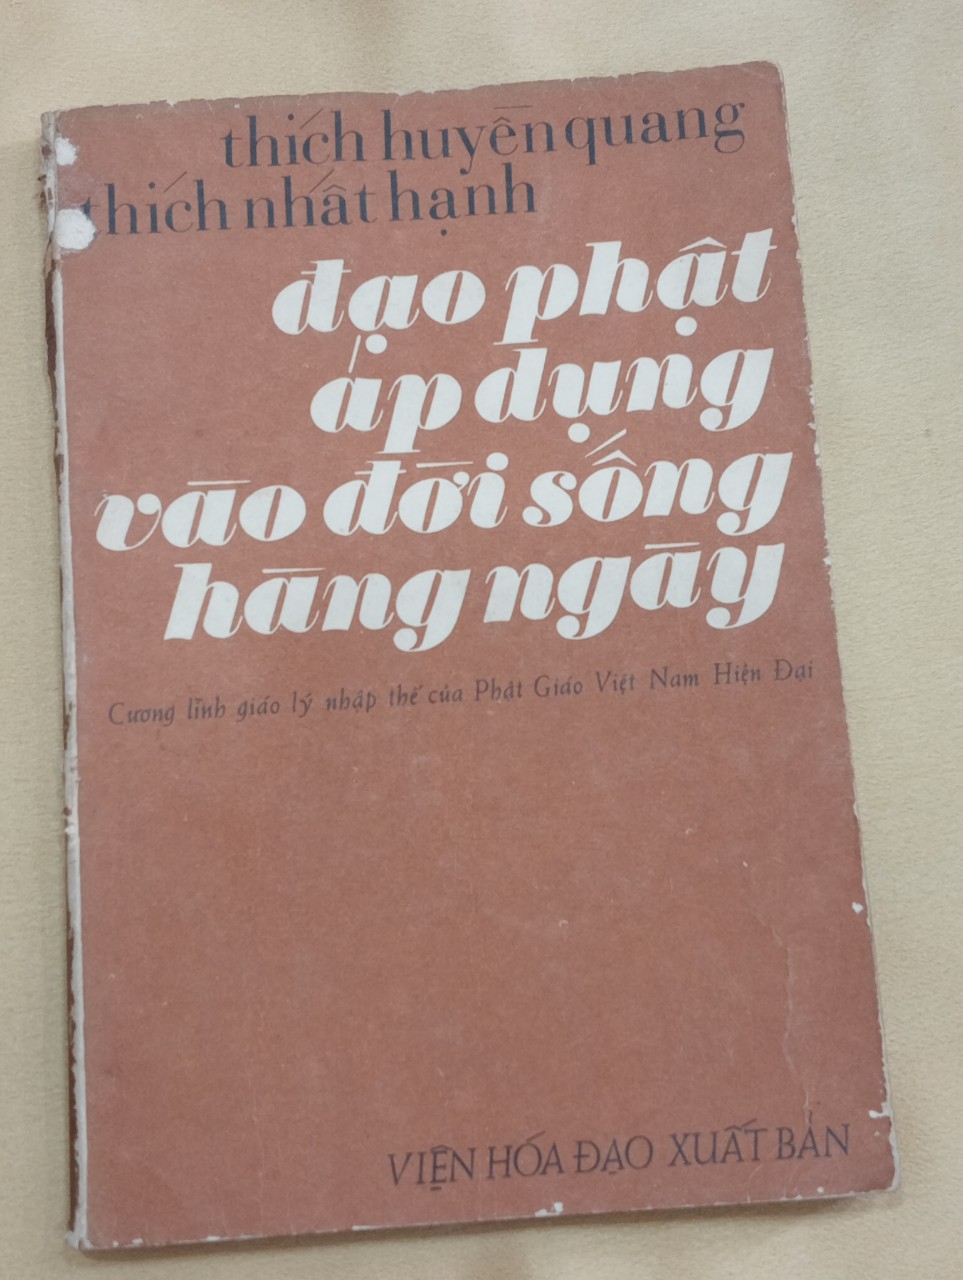 thích huyền quang
thích nhất hạnh
đạo phật
áp dụng
vào đời sống
hàng ngày
Cương lĩnh giáo lý nhập thế của Phật Giáo Việt Nam Hiện Đại
VIỆN HÓA ĐẠO XUẤT BẢN